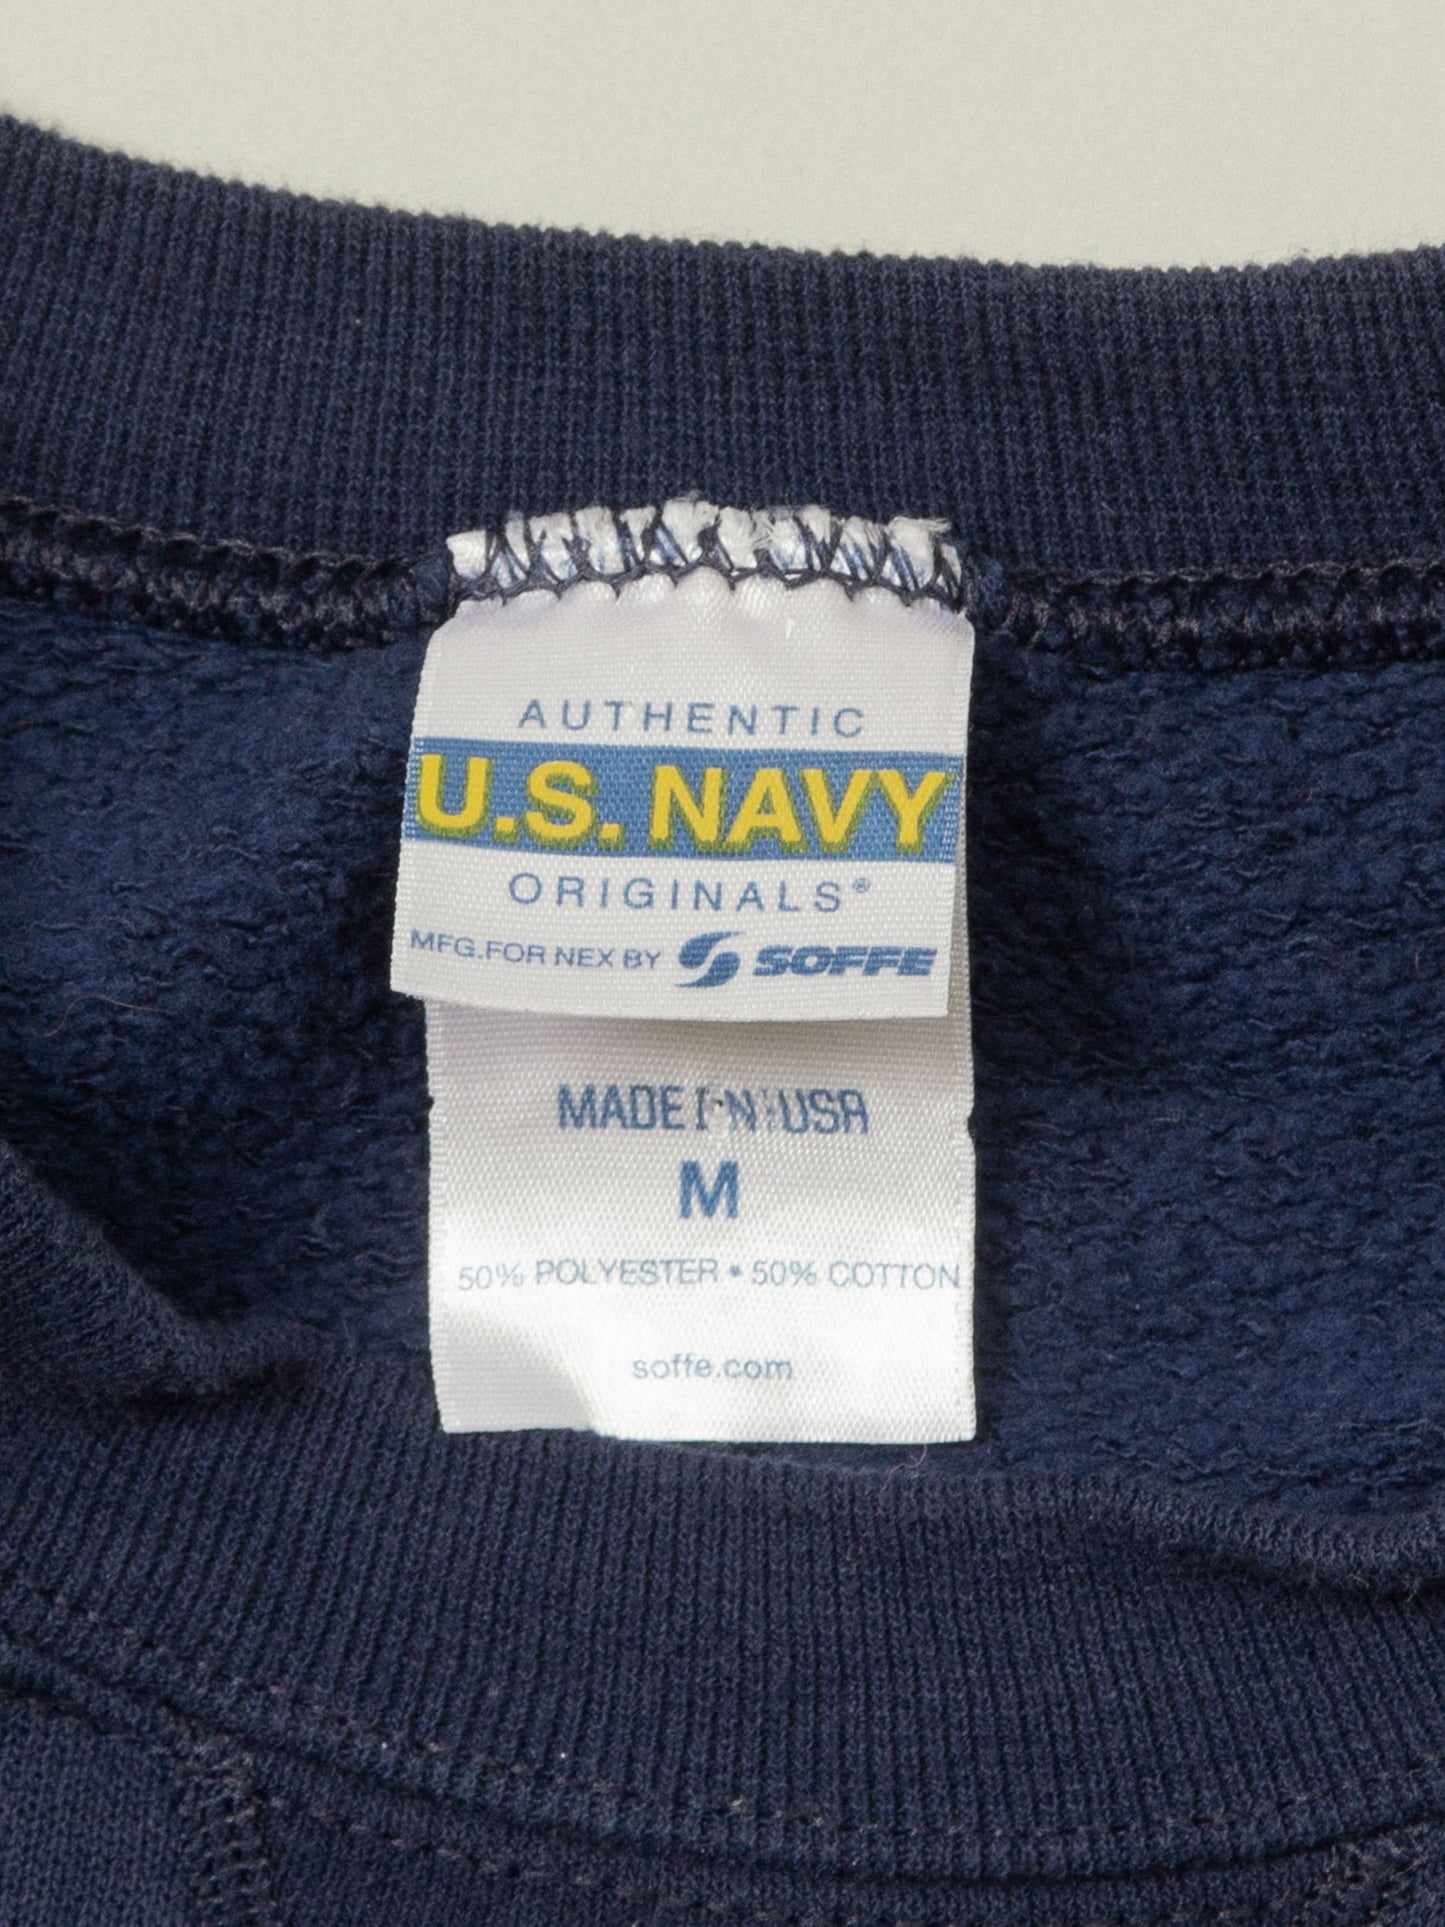 AUTHENTIC
U.S. NAVY
ORIGINALS®
MFG. FOR NEX BY SOFFE
MADE IN USA
M
50% POLYESTER • 50% COTTON
soffe.com